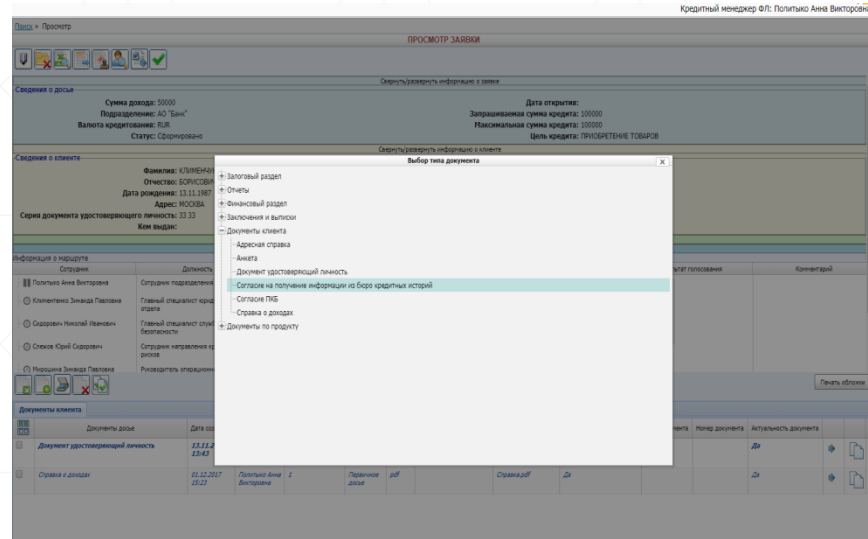 Кредитный менеджер ФЛ: Политыко Анна Викторовна
Поиск » Просмотр
ПРОСМОТР ЗАЯВКИ
Свернуть/развернуть информацию о заявке
Сведения о досье
Сумма дохода: 50000
Дата открытия:
Подразделение: АО "Банк"
Запрашиваемая сумма кредита: 100000
Валюта кредитования: RUR
Максимальная сумма кредита: 100000
Статус: Сформировано
Цель кредита: ПРИОБРЕТЕНИЕ ТОВАРОВ
Свернуть/развернуть информацию о клиенте
Сведения о клиенте
Фамилия:
Отчество: БОРИСОВИЧ
Дата рождения: 13.11.1987
Адрес: МОСКВА
Серия документа удостоверяющего личность: 33 33
Кем выдан:
Выбор типа документа
Залоговый раздел
Отчеты
Финансовый раздел
Заключения и выписки
Документы клиента
Адресная справка
Анкета
Документ удостоверяющий личность
Согласие на получение информации из бюро кредитных историй
Согласие ПКБ
Справка о доходах
Документы по продукту
Информация о маршруте
Сотрудник Должность голосования Комментарий
Политыко Анна Викторовна Сотрудник подразделения
Климентенко Зинаида Павловна Главный специалист
отдела
Сидорович Николай Иванович Главный специалист
безопасности
Юрий Сидорович Сотрудник направления
рисков
Зинаида Павловна Руководитель
Печать обложки
Документы клиента
Документы досье Дата Номер документа Актуальность документа
Документ удостоверяющий личность 13.11.2 Да
13:43
Справка о доходах 01.12.2017 Политыко Анна 1 Первичное pdf Справка.pdf Да Да
15:23 Викторовна досье